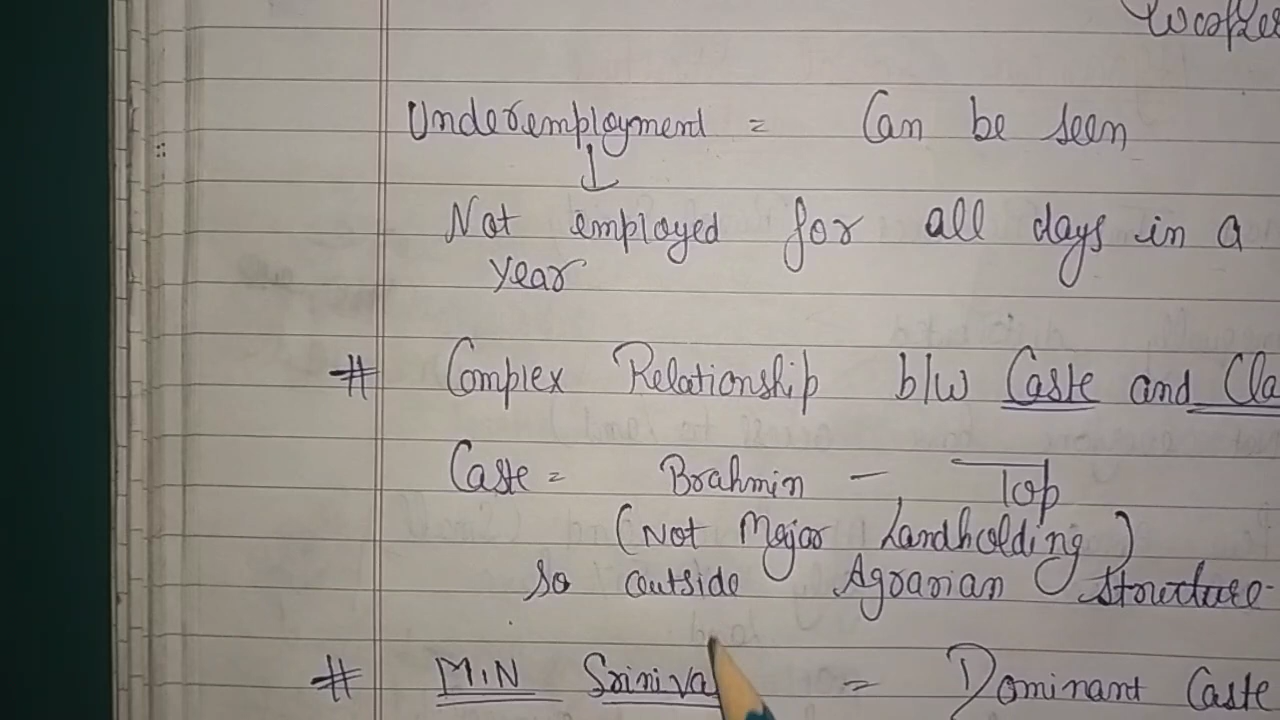 Underemployment = Can be seen
↓
Not employed for all days in a
year
# Complex Relationship b/w Caste and Cla
Caste = Brahmin - Top
(Not Major Landholding)
So outside Agrarian Structure
# M.N Sriniva = Dominant Caste